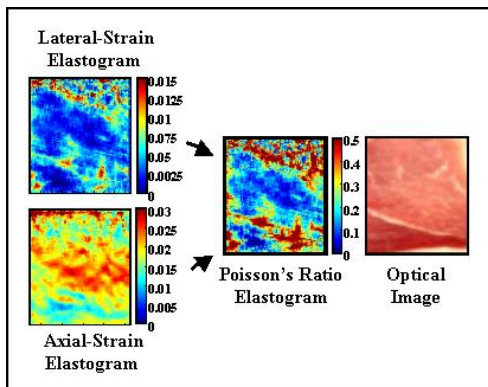 Lateral-Strain
Elastogram
0.015
0.0125
0.01
0.075
0.005
0.0025
0
0.03
0.025
0.02
0.015
0.01
0.005
0
Axial-Strain
Elastogram
0.5
0.4
0.3
0.2
0.1
0
Poisson's Ratio
Elastogram
Optical
Image